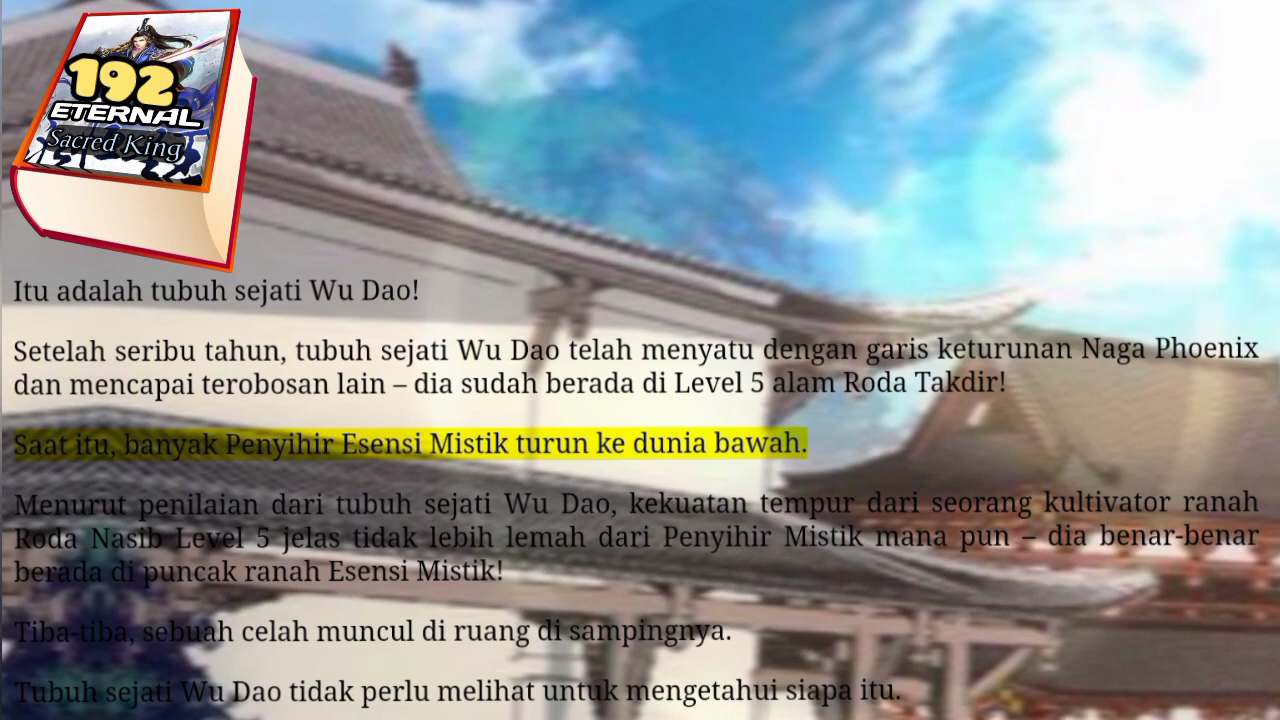 192
ETERNAL
Sacred King
Itu adalah tubuh sejati Wu Dao!
Setelah seribu tahun, tubuh sejati Wu Dao telah menyatu dengan garis keturunan Naga Phoenix
dan mencapai terobosan lain – dia sudah berada di Level 5 alam Roda Takdir!
Saat itu, banyak Penyihir Esensi Mistik turun ke dunia bawah.
Menurut penilaian dari tubuh sejati Wu Dao, kekuatan tempur dari seorang kultivator ranah
Roda Nasib Level 5 jelas tidak lebih lemah dari Penyihir Mistik mana pun – dia benar-benar
berada di puncak ranah Esensi Mistik!
Tiba-tiba, sebuah celah muncul di ruang di sampingnya.
Tubuh sejati Wu Dao tidak perlu melihat untuk mengetahui siapa itu.